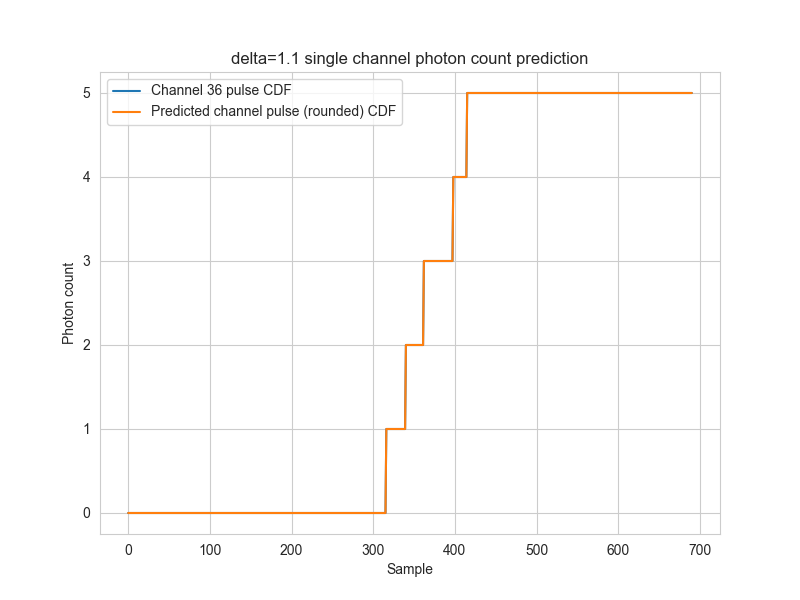 delta=1.1 single channel photon count prediction
Channel 36 pulse CDF
Predicted channel pulse (rounded) CDF
5
4
3
2
1
0
Photon count
0 100 200 300 400 500 600 700
Sample